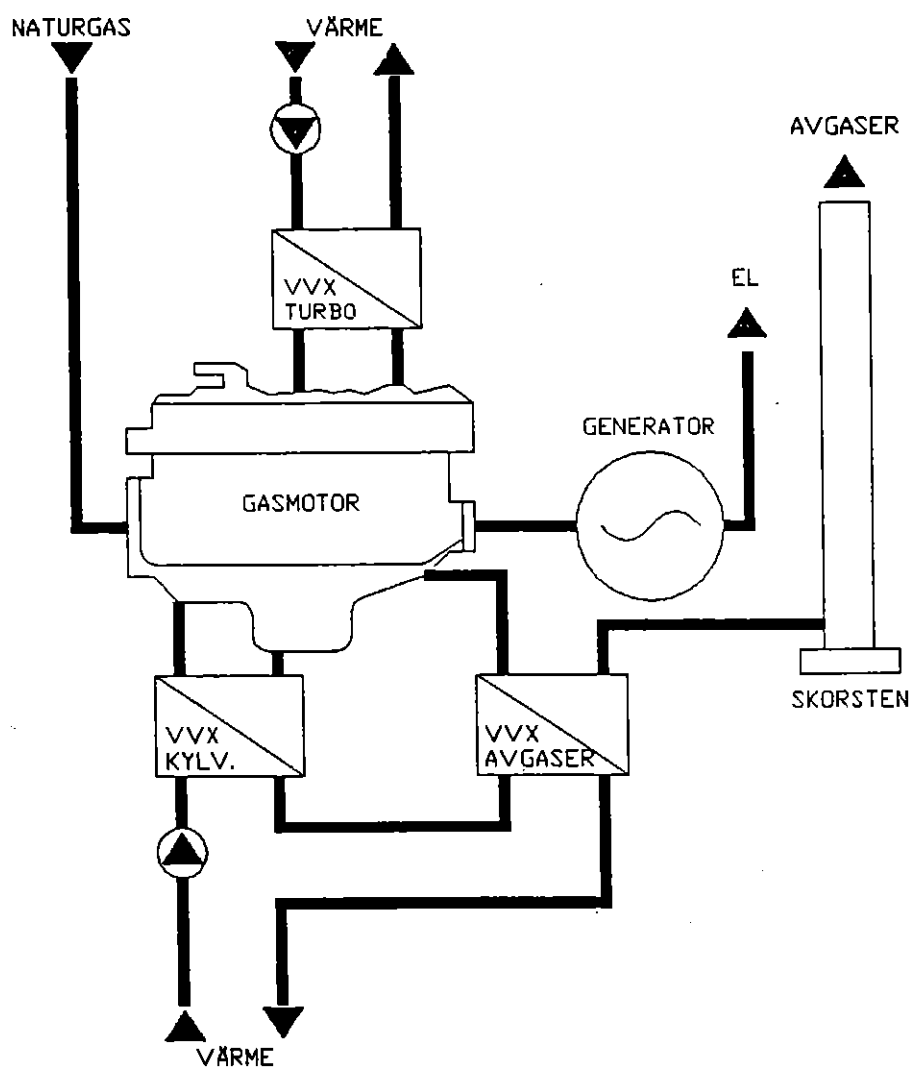 NATURGAS
VÄRME
AVGASER
EL
VVX
TURBO
GENERATOR
GASMOTOR
SKORSTEN
VVX
KYLV.
VVX
AVGASER
VÄRME